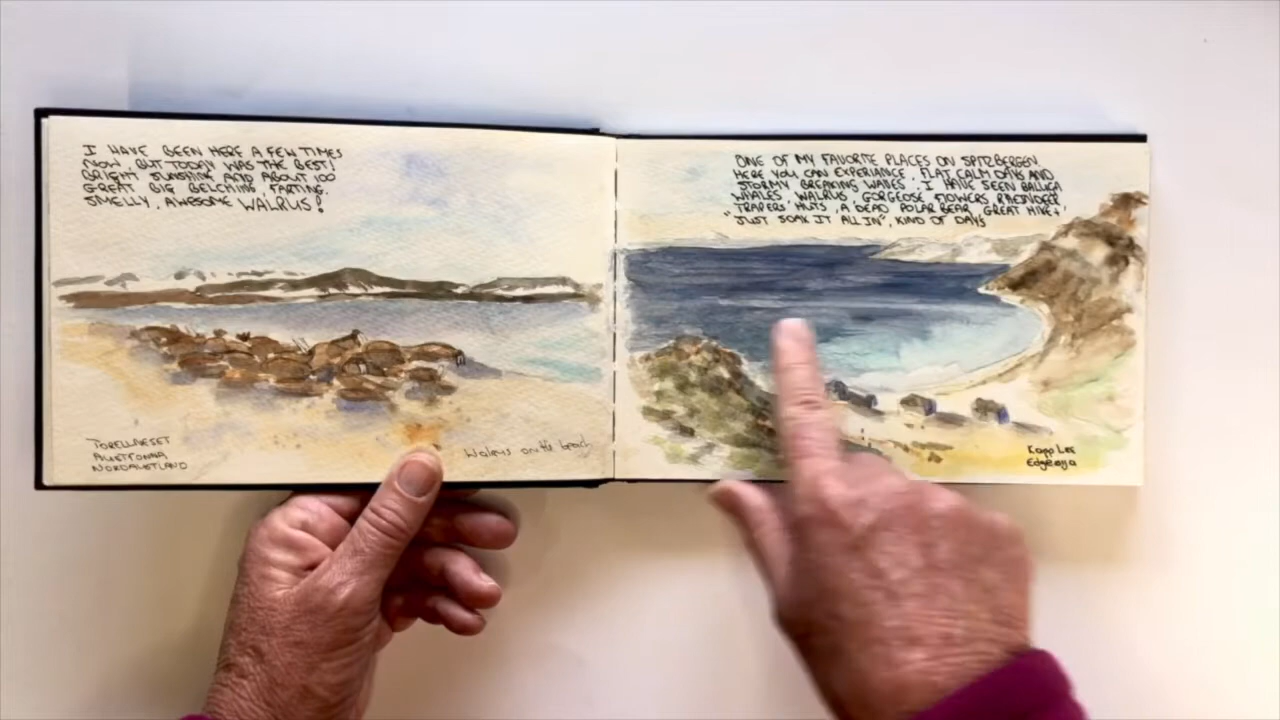 I HAVE BEEN HERE A FEW TIMES
NOW, BUT TODAY WAS THE BEST!
BRIGHT SUNSHINE AND ABOUT 100
GREAT BIG BELCHING, FARTING.
SMELLY, AWESOME WALRUS!
TORELLNESET
AUSTFONNA
NORDAUSTLAND
Walrus on the beach
ONE OF MY FAVORITE PLACES ON SPITZBERGEN
HERE YOU CAN EXPERIANCE, FLAT CALM DAYS AND
STORMY BREAKING WAVES, I HAVE SEEN BALUGA
WHALES, WALRUS, GORGEOSE FLOWERS, REINDEER
TRAPERS' HUTS, A DEAD POLAR BEAR, GREAT HIKE +
"JUST SOAK IT ALL IN", KIND OF DAYS
Kapp Lee
Edgeøya